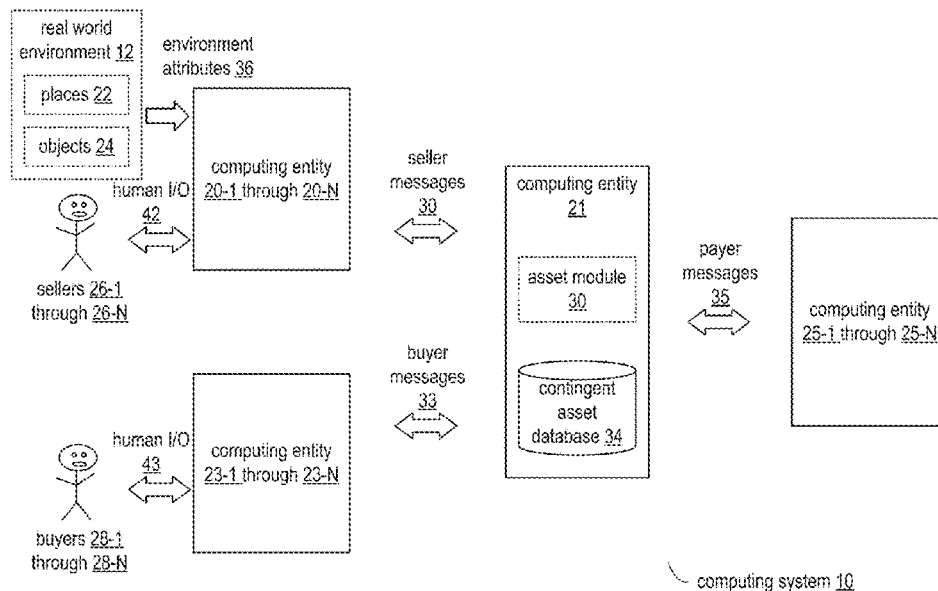 real world
environment 12
places 22
objects 24
environment
attributes 36
computing entity
20-1 through 20-N
human I/O
42
sellers 26-1
through 26-N
seller
messages
30
computing entity
21
asset module
30
contingent
asset
database 34
payer
messages
35
computing entity
25-1 through 25-N
buyer
messages
33
computing entity
23-1 through 23-N
human I/O
43
buyers 28-1
through 28-N
computing system 10